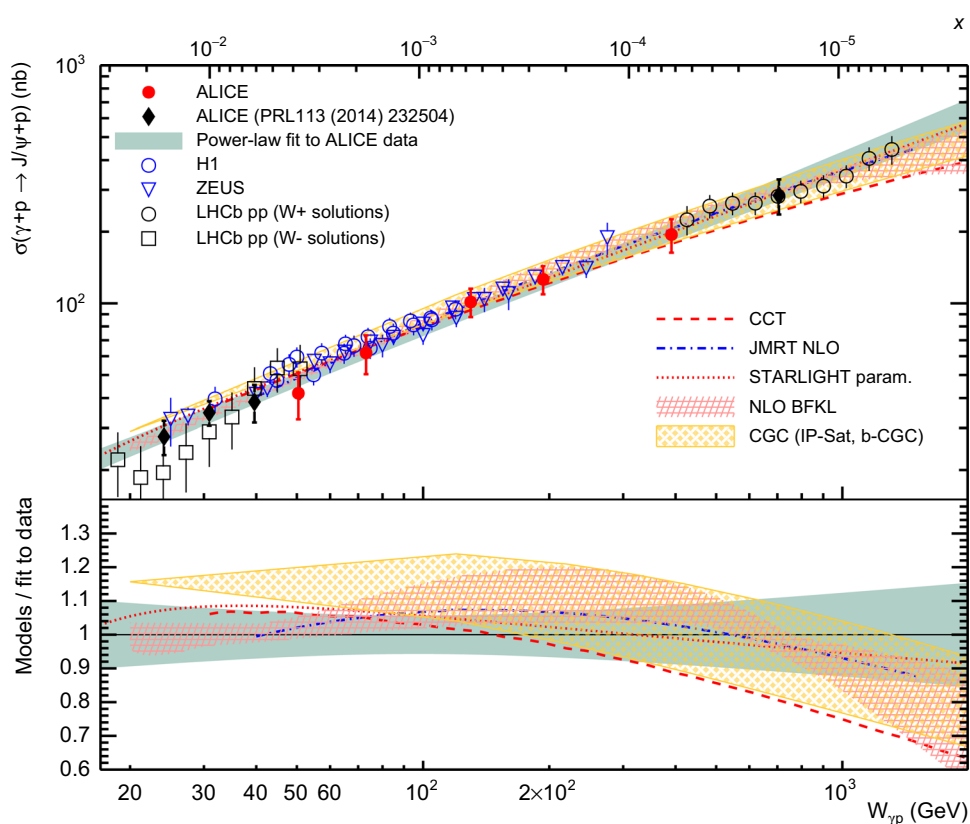 10⁻² 10⁻³ 10⁻⁴ 10⁻⁵ x
σ(γ+p → J/ψ+p) (nb)
10³
10²
ALICE
ALICE (PRL113 (2014) 232504)
Power-law fit to ALICE data
H1
ZEUS
LHCb pp (W+ solutions)
LHCb pp (W- solutions)
CCT
JMRT NLO
STARLIGHT param.
NLO BFKL
CGC (IP-Sat, b-CGC)
Models / fit to data
1.3
1.2
1.1
1
0.9
0.8
0.7
0.6
20 30 40 50 60 10² 2×10² 10³
W_γp (GeV)